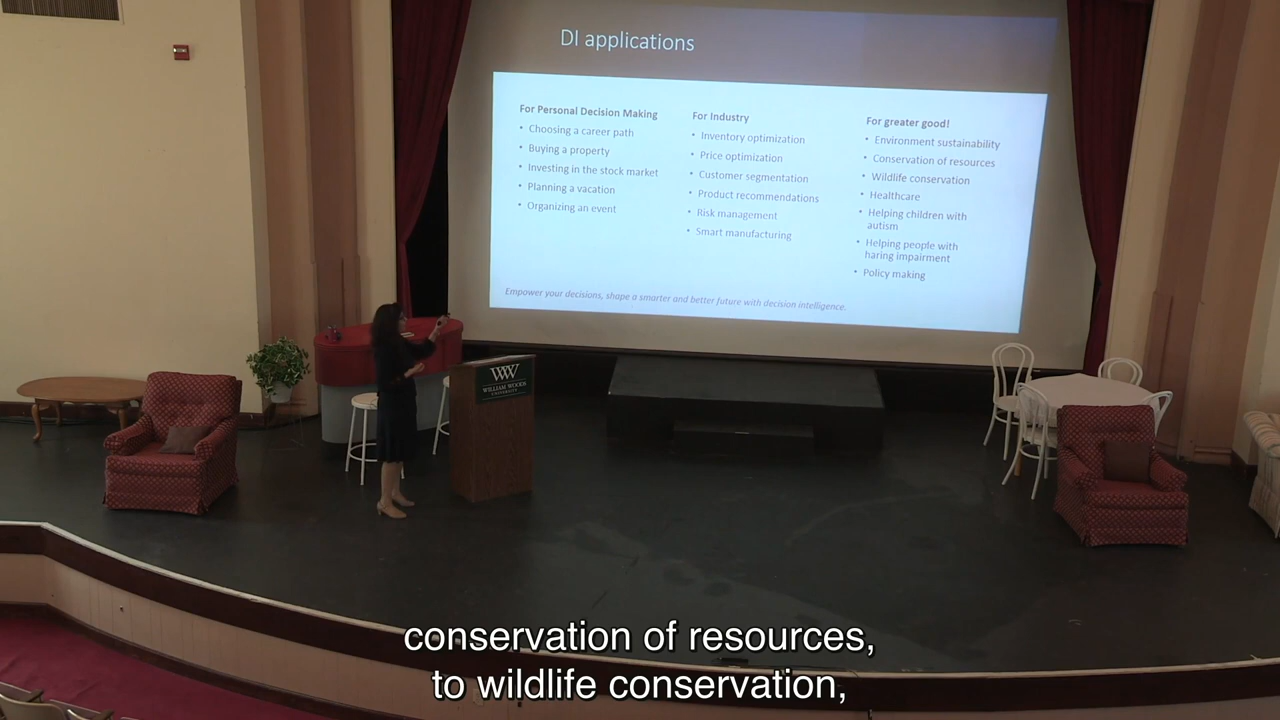 DI applications
For Personal Decision Making
• Choosing a career path
• Buying a property
• Investing in the stock market
• Planning a vacation
• Organizing an event
For Industry
• Inventory optimization
• Price optimization
• Customer segmentation
• Product recommendations
• Risk management
• Smart manufacturing
For greater good!
• Environment sustainability
• Conservation of resources
• Wildlife conservation
• Healthcare
• Helping children with
autism
• Helping people with
haring impairment
• Policy making
Empower your decisions, shape a smarter and better future with decision intelligence.
WILLIAM WOODS
UNIVERSITY
conservation of resources,
to wildlife conservation,